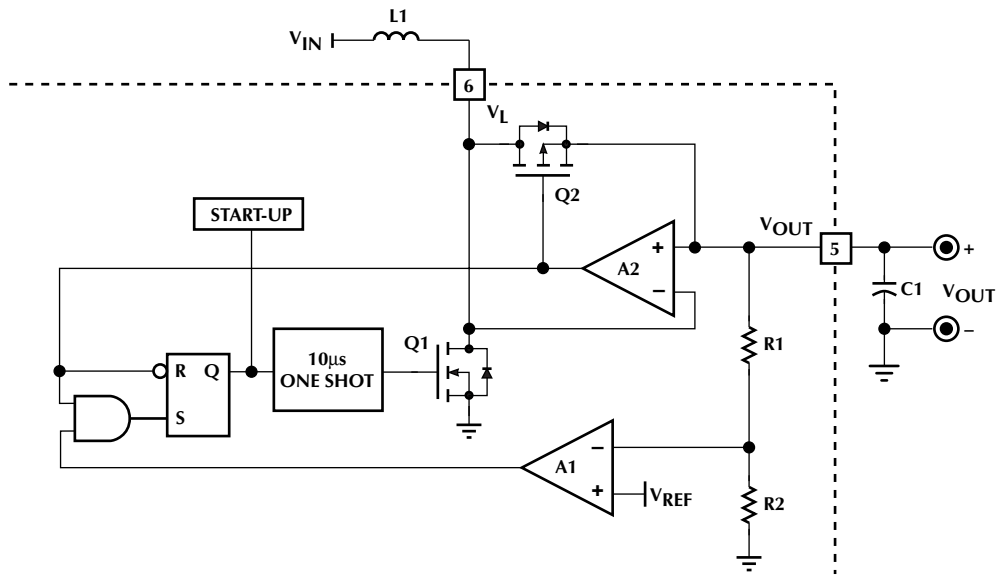 L1
VIN
6
VL
Q2
START-UP
VOUT
5
+
A2
+
−
C1
VOUT
−
Q1
R1
10µs
ONE SHOT
R Q
S
A1
−
+
VREF
R2